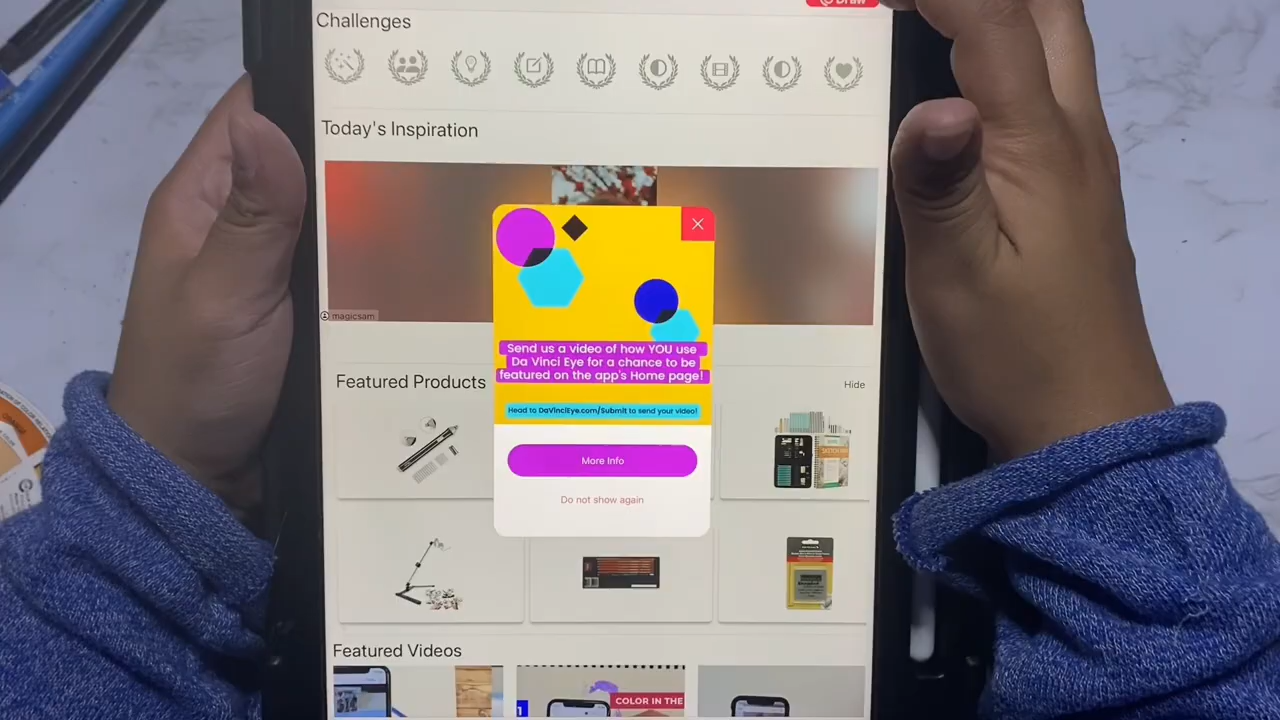 Draw
Challenges
Today's Inspiration
magicsam
Send us a video of how YOU use
Da Vinci Eye for a chance to be
featured on the app's Home page!
Head to DaVinciEye.com/Submit to send your video!
More Info
Do not show again
Featured Products
Hide
Featured Videos
COLOR IN THE